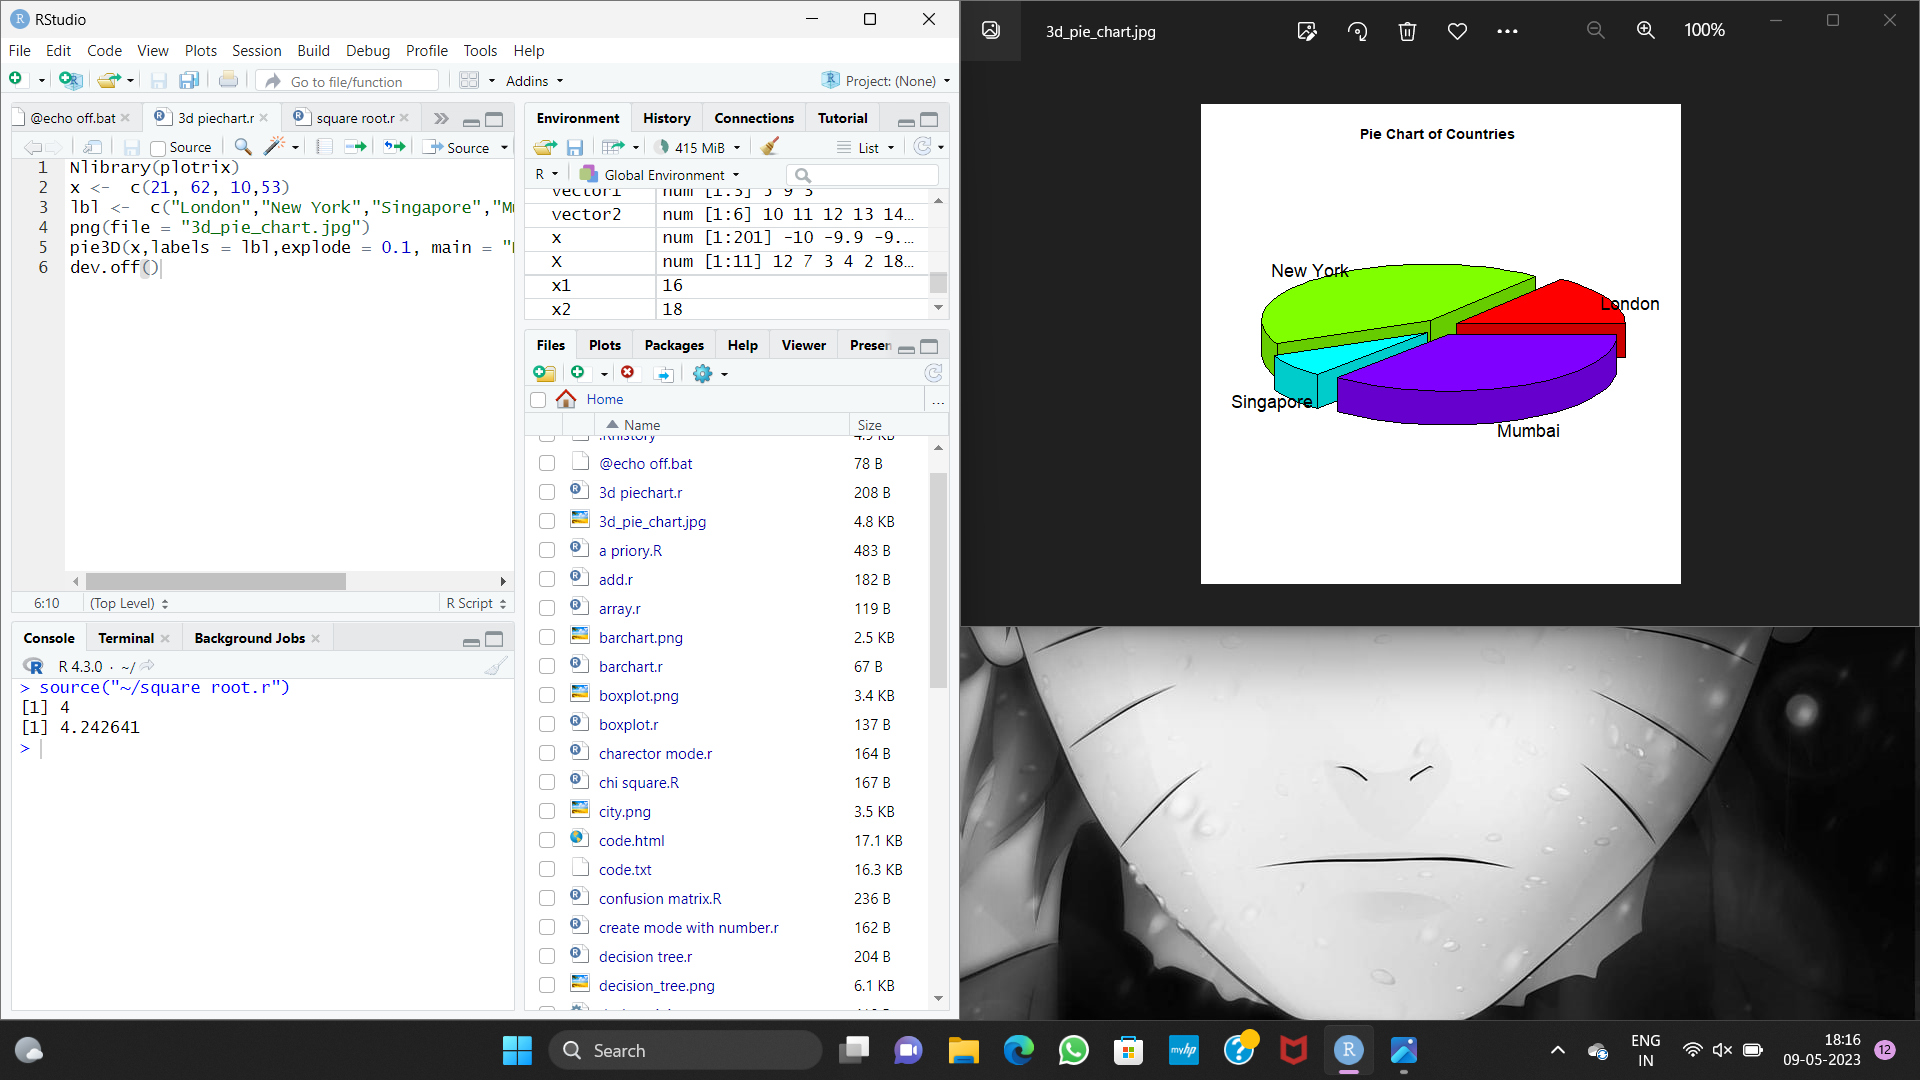 RStudio
File Edit Code View Plots Session Build Debug Profile Tools Help
Go to file/function Addins Project: (None)
@echo off.bat 3d piechart.r square root.r
Source Source
1 Nlibrary(plotrix)
2 x <- c(21, 62, 10,53)
3 lbl <- c("London","New York","Singapore","M
4 png(file = "3d_pie_chart.jpg")
5 pie3D(x,labels = lbl,explode = 0.1, main = "
6 dev.off()
6:10 (Top Level) R Script
Console Terminal Background Jobs
R 4.3.0 · ~/
> source("~/square root.r")
[1] 4
[1] 4.242641
>
Environment History Connections Tutorial
415 MiB List
R Global Environment
vector1 num [1:3] 5 9 3
vector2 num [1:6] 10 11 12 13 14…
x num [1:201] -10 -9.9 -9.…
X num [1:11] 12 7 3 4 2 18…
x1 16
x2 18
Files Plots Packages Help Viewer Presen
Home ...
Name Size
.Rhistory 4.9 KB
@echo off.bat 78 B
3d piechart.r 208 B
3d_pie_chart.jpg 4.8 KB
a priory.R 483 B
add.r 182 B
array.r 119 B
barchart.png 2.5 KB
barchart.r 67 B
boxplot.png 3.4 KB
boxplot.r 137 B
charector mode.r 164 B
chi square.R 167 B
city.png 3.5 KB
code.html 17.1 KB
code.txt 16.3 KB
confusion matrix.R 236 B
create mode with number.r 162 B
decision tree.r 204 B
decision_tree.png 6.1 KB
3d_pie_chart.jpg 100%
Pie Chart of Countries
New York
London
Singapore
Mumbai
Search
myhp
ENG
IN
18:16
09-05-2023
12